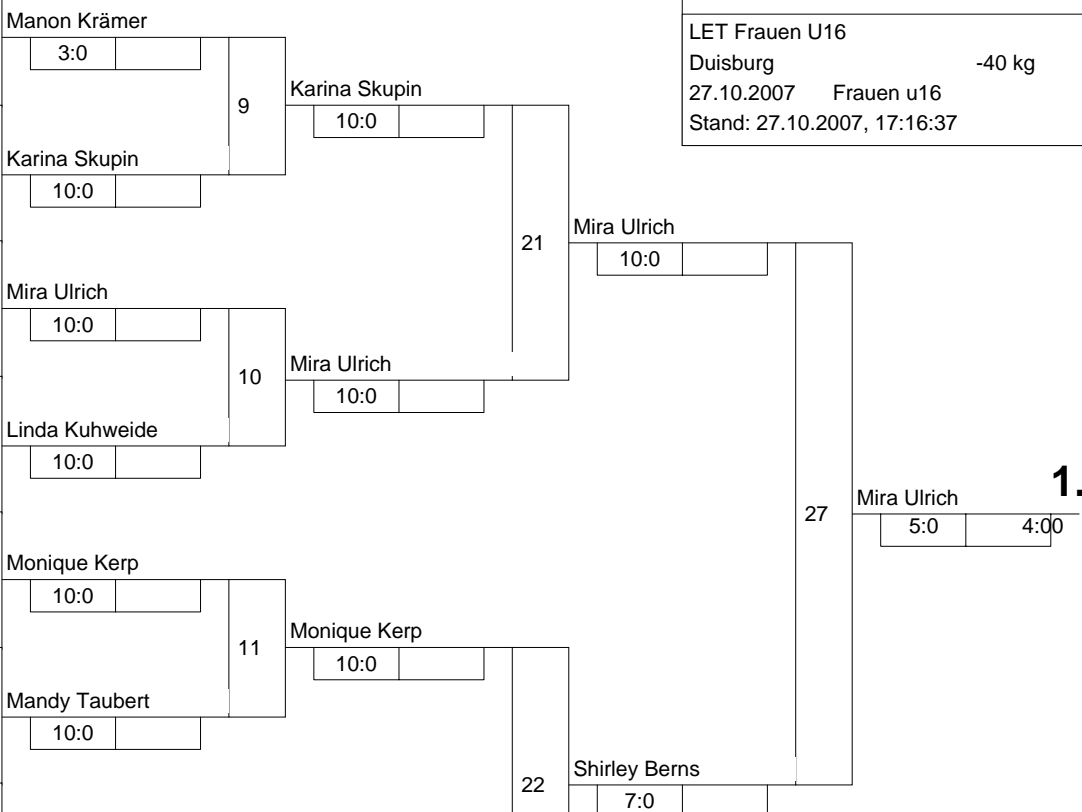 Manon Krämer
3:0
LET Frauen U16
Duisburg -40 kg
27.10.2007 Frauen u16
Stand: 27.10.2007, 17:16:37
9
Karina Skupin
10:0
Karina Skupin
10:0
21
Mira Ulrich
10:0
Mira Ulrich
10:0
10
Mira Ulrich
10:0
Linda Kuhweide
10:0
27
Mira Ulrich 1.
5:0 4:00
Monique Kerp
10:0
11
Monique Kerp
10:0
Mandy Taubert
10:0
22
Shirley Berns
7:0